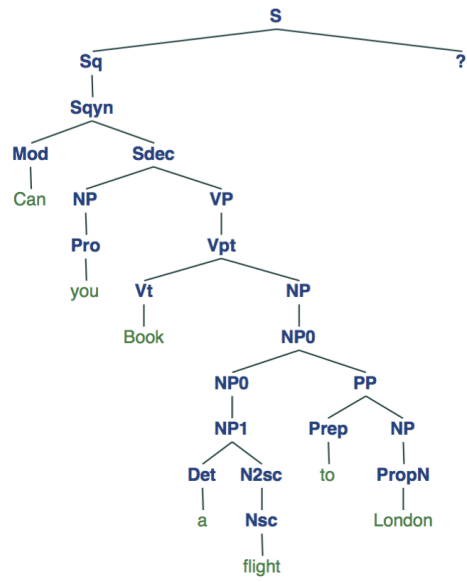 S
Sq ?
Sqyn
Mod Sdec
Can NP VP
Pro Vpt
you Vt NP
Book NP0
NP0 PP
NP1 Prep NP
Det N2sc to PropN
a Nsc London
flight